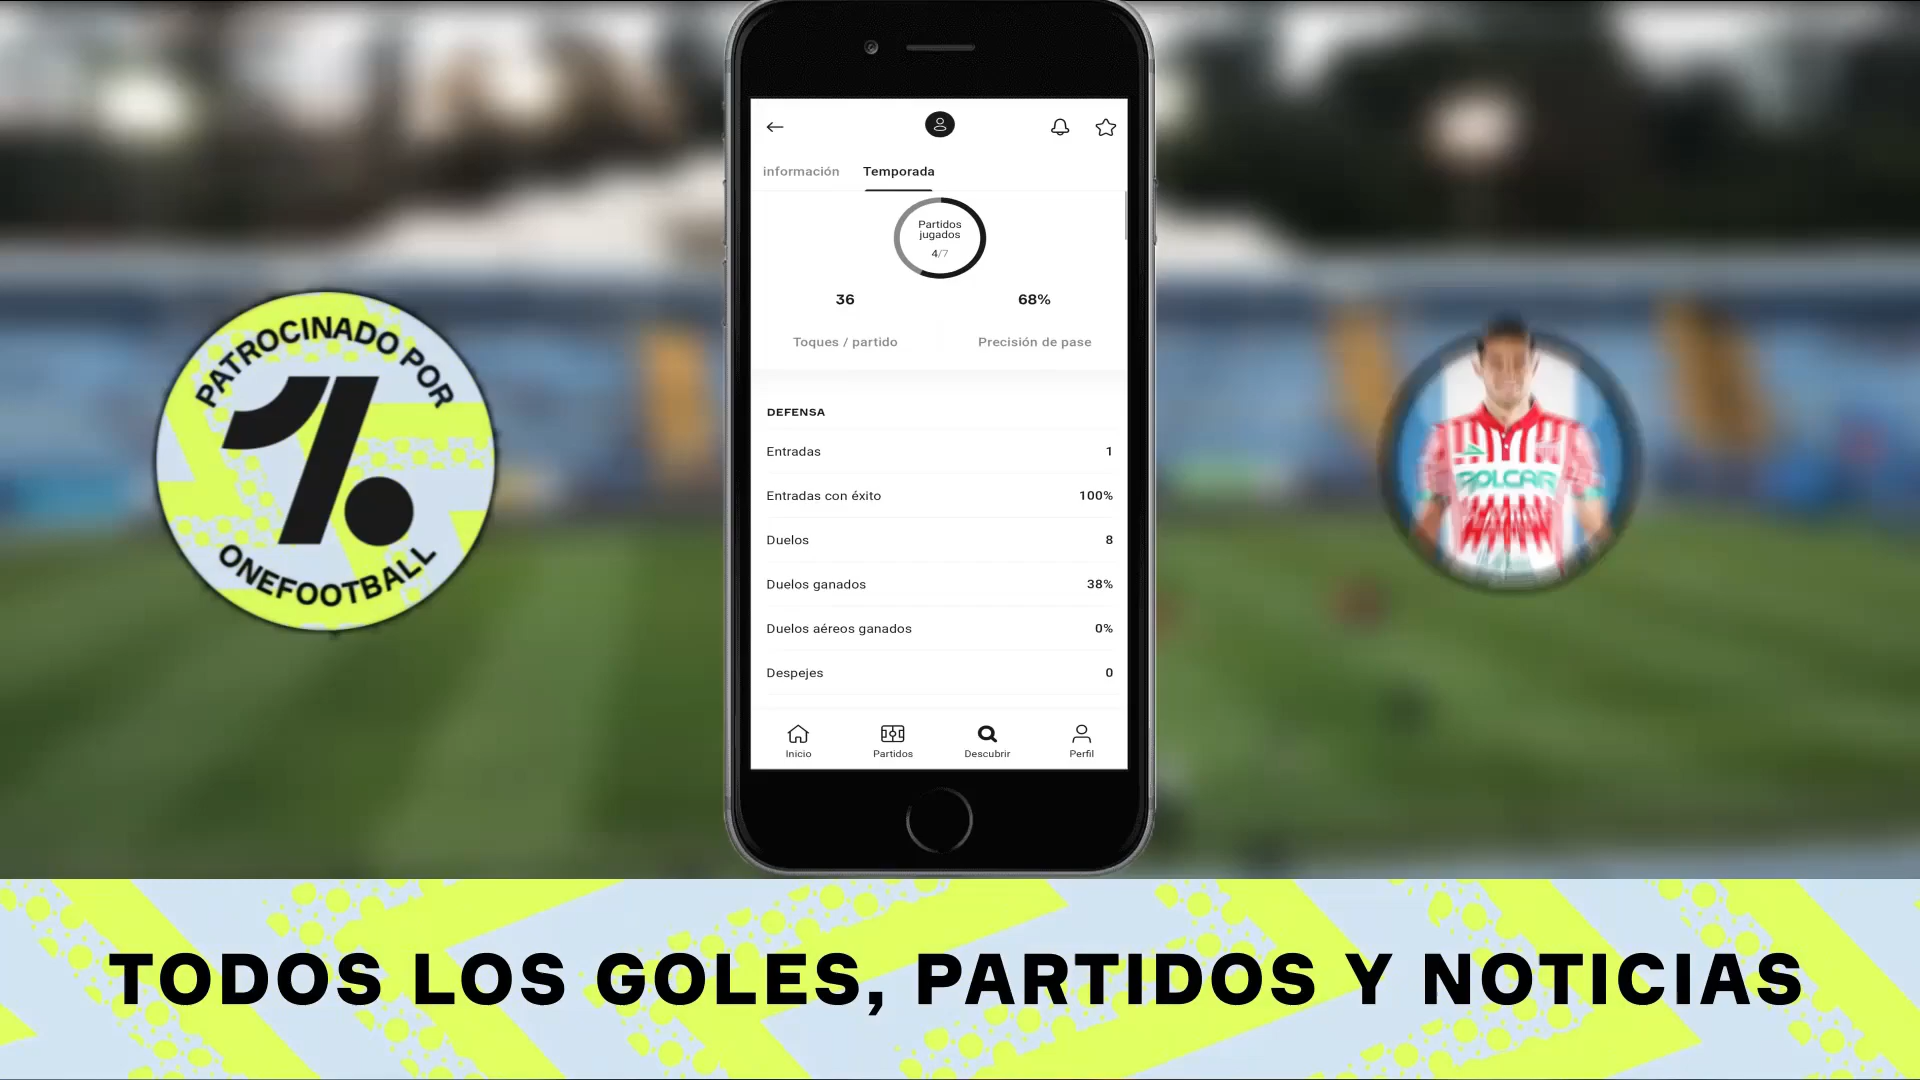 información Temporada
Partidos
jugados
4/7
36 68%
Toques / partido Precisión de pase
PATROCINADO POR
ONEFOOTBALL
DEFENSA
Entradas 1
Entradas con éxito 100%
Duelos 8
Duelos ganados 38%
Duelos aéreos ganados 0%
Despejes 0
Inicio Partidos Descubrir Perfil
TODOS LOS GOLES, PARTIDOS Y NOTICIAS